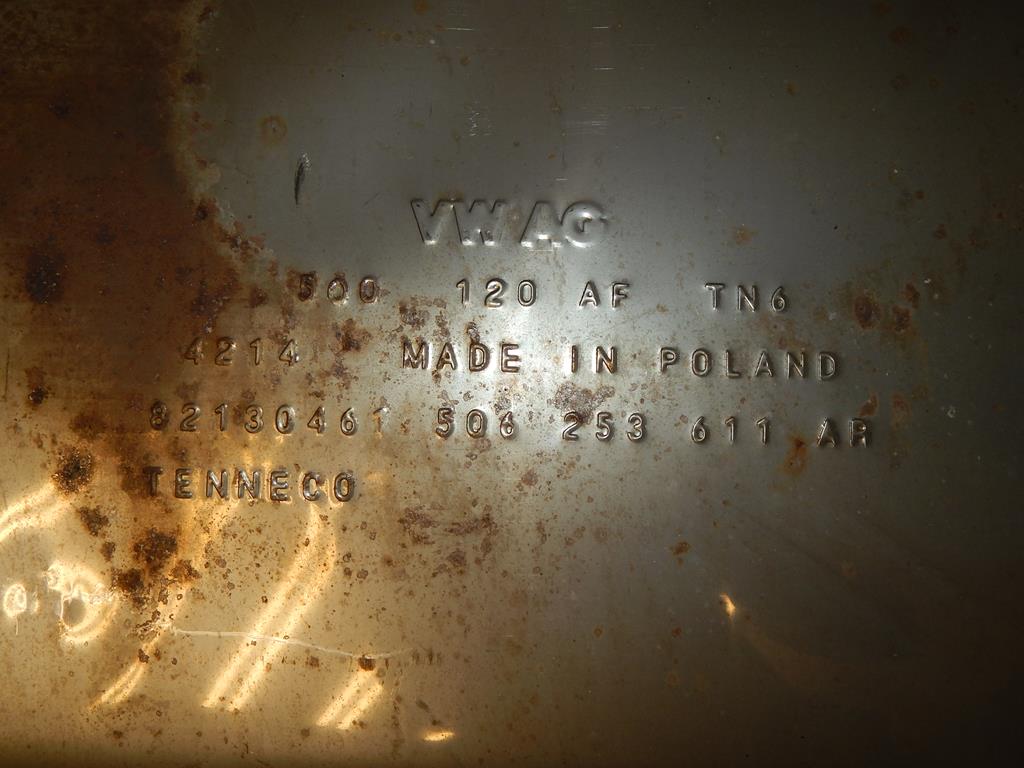 VW AG
500 120 AF TN6
4214 MADE IN POLAND
82130461 506 253 611 AR
TENNECO